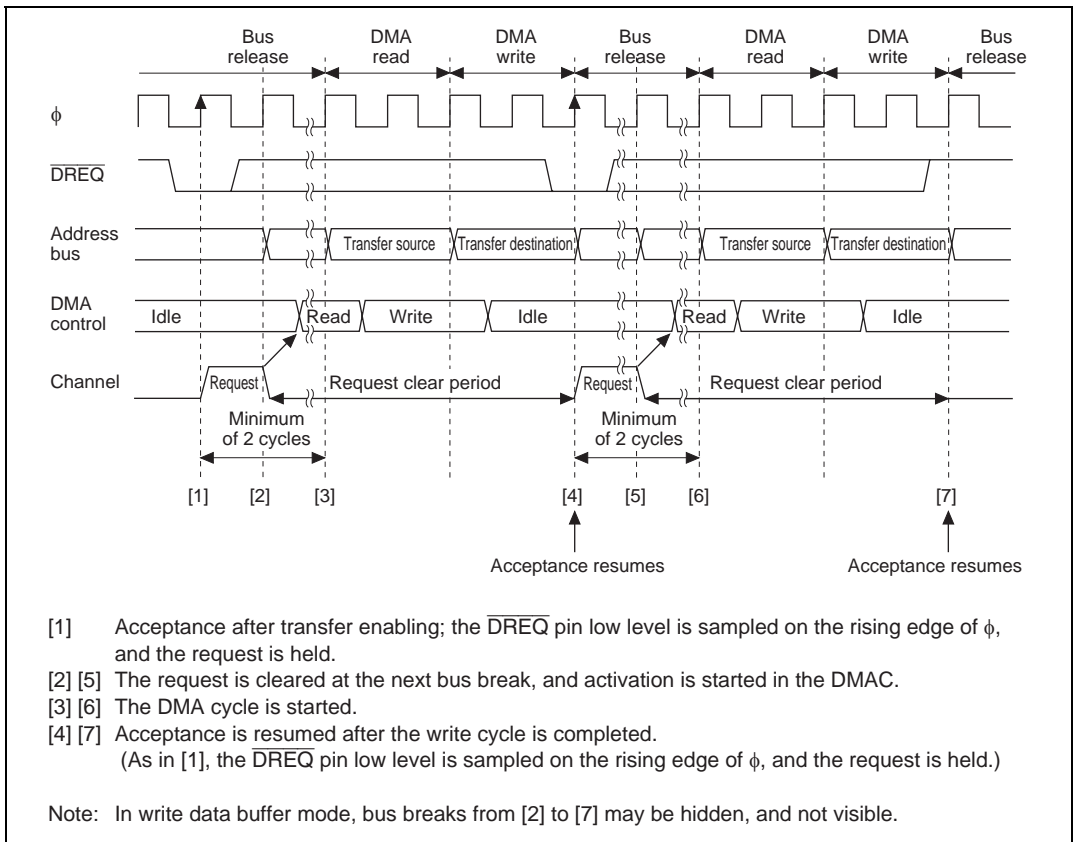 Bus release DMA read DMA write Bus release DMA read DMA write Bus release
ϕ
DREQ
Address bus Transfer source Transfer destination Transfer source Transfer destination
DMA control Idle Read Write Idle Read Write Idle
Channel Request Request clear period Request Request clear period
Minimum of 2 cycles Minimum of 2 cycles
[1] [2] [3] [4] [5] [6] [7]
Acceptance resumes Acceptance resumes
[1] Acceptance after transfer enabling; the DREQ pin low level is sampled on the rising edge of ϕ,
and the request is held.
[2] [5] The request is cleared at the next bus break, and activation is started in the DMAC.
[3] [6] The DMA cycle is started.
[4] [7] Acceptance is resumed after the write cycle is completed.
(As in [1], the DREQ pin low level is sampled on the rising edge of ϕ, and the request is held.)
Note: In write data buffer mode, bus breaks from [2] to [7] may be hidden, and not visible.